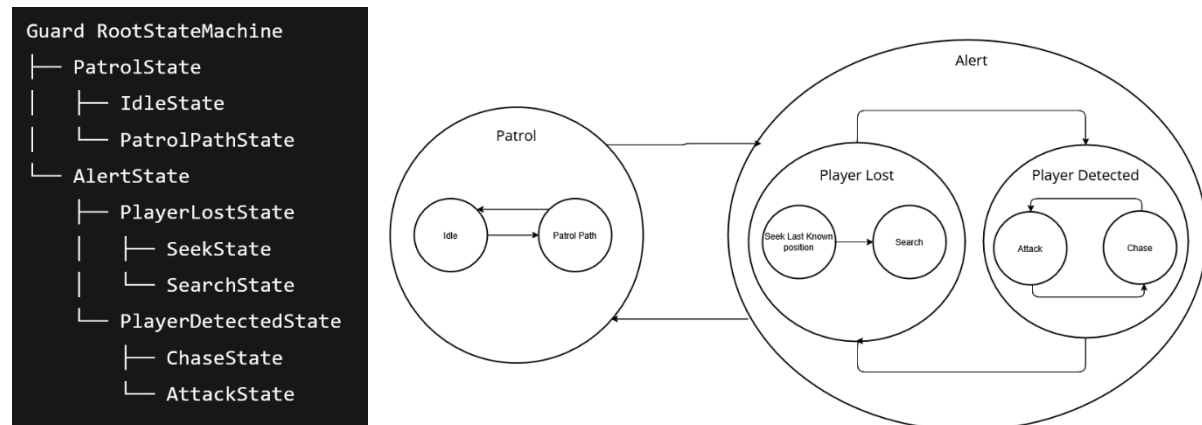 Guard RootStateMachine
├── PatrolState
│   ├── IdleState
│   └── PatrolPathState
└── AlertState
    ├── PlayerLostState
    │   ├── SeekState
    │   └── SearchState
    └── PlayerDetectedState
        ├── ChaseState
        └── AttackState
Alert
Patrol
Player Lost
Player Detected
Idle
Patrol Path
Seek Last Known
position
Search
Attack
Chase